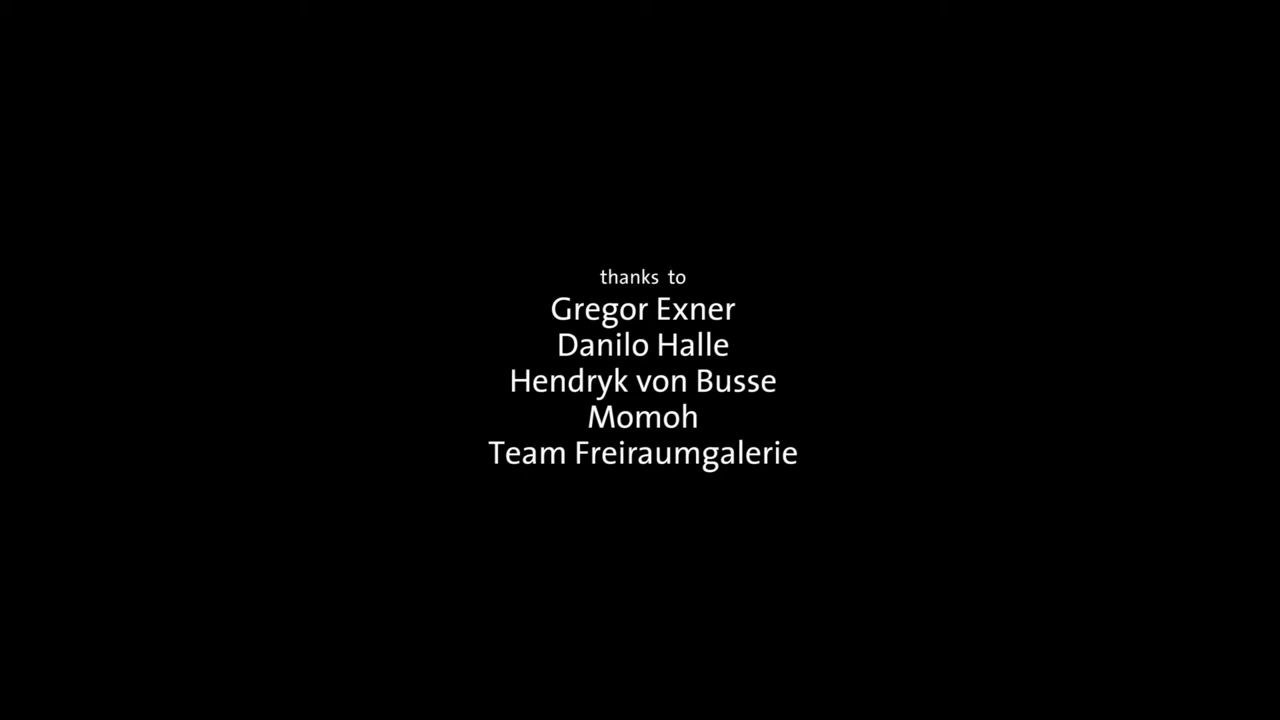 thanks to
Gregor Exner
Danilo Halle
Hendryk von Busse
Momoh
Team Freiraumgalerie